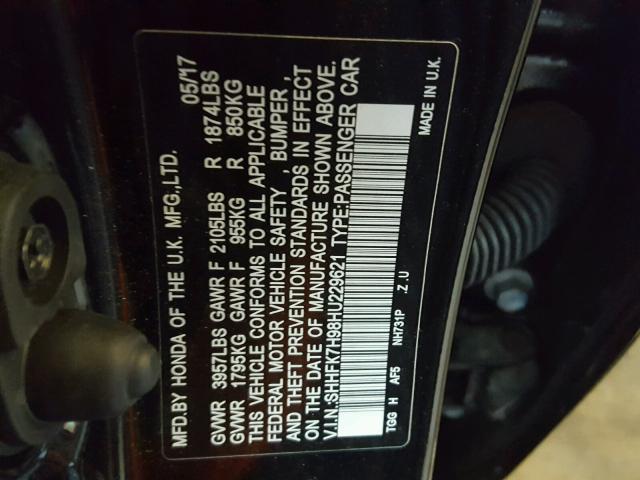 MFD.BY HONDA OF THE U.K. MFG.,LTD. 05/17
GVWR 3957LBS GAWR F 2105LBS R 1874LBS
GVWR 1795KG GAWR F 955KG R 850KG
THIS VEHICLE CONFORMS TO ALL APPLICABLE
FEDERAL MOTOR VEHICLE SAFETY , BUMPER ,
AND THEFT PREVENTION STANDARDS IN EFFECT
ON THE DATE OF MANUFACTURE SHOWN ABOVE.
V.I.N.:SHHFK7H98HU229621 TYPE:PASSENGER CAR
TGG H AF5 NH731P .Z .U MADE IN U.K.